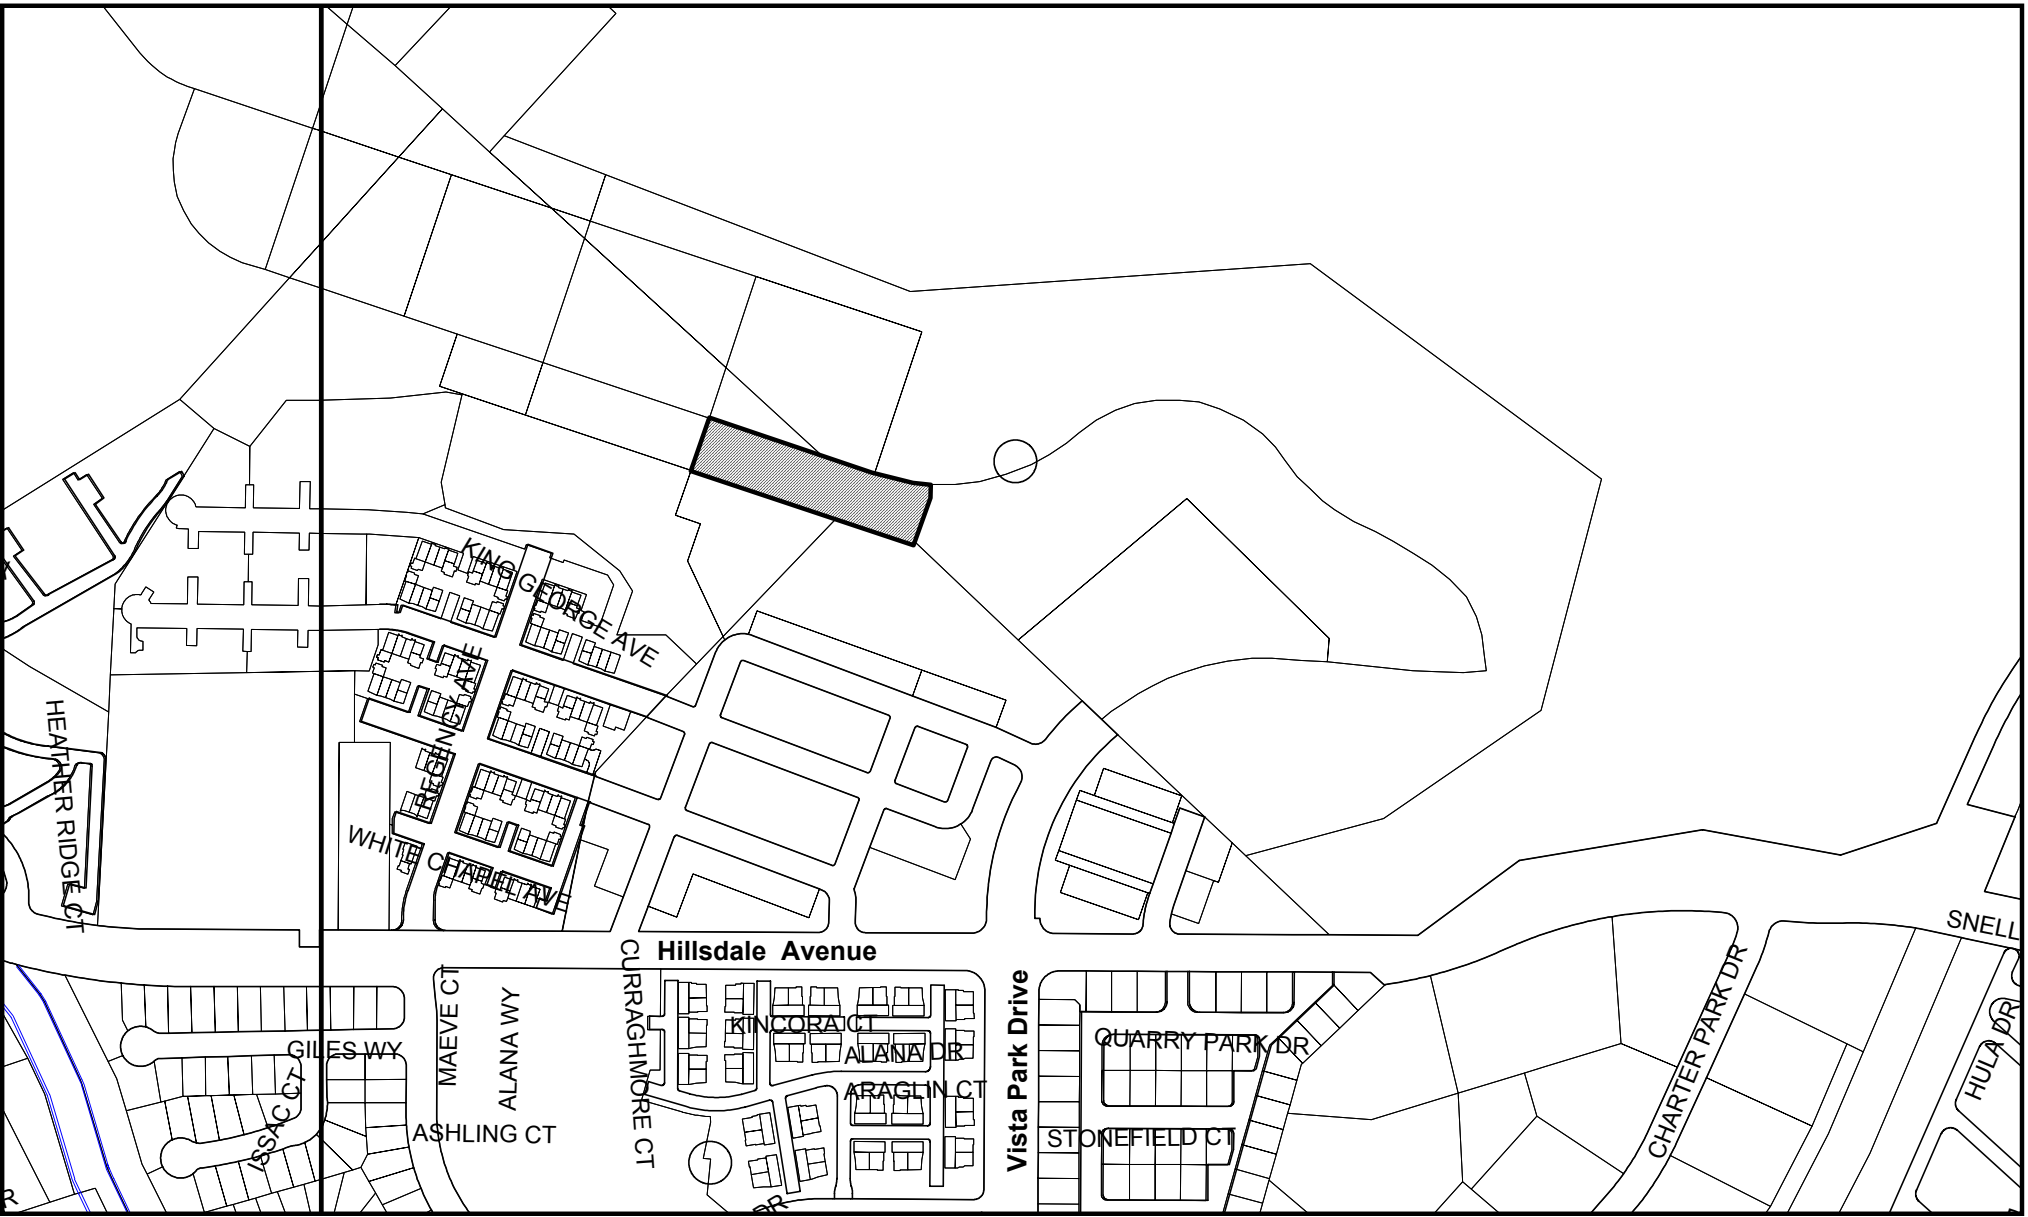 KING GEORGE AVE
REGENCY AVE
HEATHER RIDGE CT
WHITE CHAPEL AVE
SNELL
Hillsdale Avenue
CURRAGHMORE CT
MAEVE CT
ALANA WY
KINCORA CT
ALANA DR
ARAGLIN CT
Vista Park Drive
QUARRY PARK DR
CHARTER PARK DR
HULA DR
GILES WY
ISSAC CT
ASHLING CT
STONEFIELD CT
R
DR